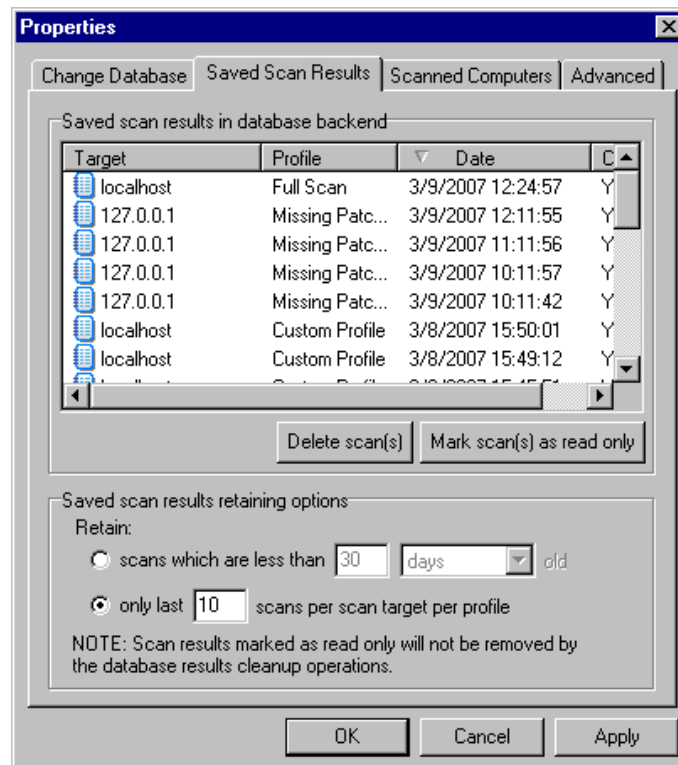 Properties
Change Database Saved Scan Results Scanned Computers Advanced
Saved scan results in database backend
Target Profile Date C
localhost Full Scan 3/9/2007 12:24:57 Y
127.0.0.1 Missing Patc... 3/9/2007 12:11:55 Y
127.0.0.1 Missing Patc... 3/9/2007 11:11:56 Y
127.0.0.1 Missing Patc... 3/9/2007 10:11:57 Y
127.0.0.1 Missing Patc... 3/9/2007 10:11:42 Y
localhost Custom Profile 3/8/2007 15:50:01 Y
localhost Custom Profile 3/8/2007 15:49:12 Y
Delete scan(s) Mark scan(s) as read only
Saved scan results retaining options
Retain:
scans which are less than 30 days old
only last 10 scans per scan target per profile
NOTE: Scan results marked as read only will not be removed by
the database results cleanup operations.
OK Cancel Apply